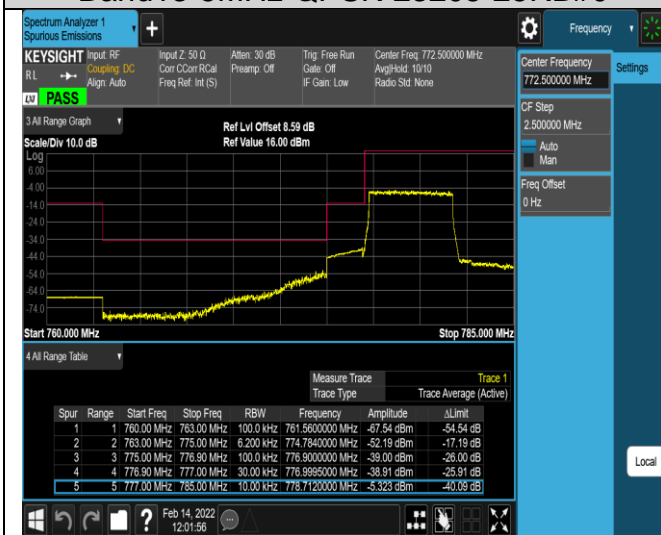 Spectrum Analyzer 1
Spurious Emissions
Frequency
KEYSIGHT
Input: RF
Coupling: DC
Align: Auto
Input Z: 50 Ω
Corr CCorr RCal
Freq Ref: Int (S)
Atten: 30 dB
Preamp: Off
Trig: Free Run
Gate: Off
IF Gain: Low
Center Freq: 772.500000 MHz
Avg|Hold: 10/10
Radio Std: None
RL
LXI PASS
Center Frequency
772.500000 MHz
Settings
CF Step
2.500000 MHz
Auto
Man
Freq Offset
0 Hz
3 All Range Graph
Scale/Div 10.0 dB
Ref Lvl Offset 8.59 dB
Ref Value 16.00 dBm
Log
6.00
-4.00
-14.0
-24.0
-34.0
-44.0
-54.0
-64.0
-74.0
Start 760.000 MHz
Stop 785.000 MHz
4 All Range Table
Measure Trace Trace 1
Trace Type Trace Average (Active)
Spur Range Start Freq Stop Freq RBW Frequency Amplitude ΔLimit
1 1 760.00 MHz 763.00 MHz 100.0 kHz 761.5600000 MHz -67.54 dBm -54.54 dB
2 2 763.00 MHz 775.00 MHz 6.200 kHz 774.7840000 MHz -52.19 dBm -17.19 dB
3 3 775.00 MHz 776.90 MHz 100.0 kHz 776.9000000 MHz -39.00 dBm -26.00 dB
4 4 776.90 MHz 777.00 MHz 30.00 kHz 776.9995000 MHz -38.91 dBm -25.91 dB
5 5 777.00 MHz 785.00 MHz 10.00 kHz 778.7120000 MHz -5.323 dBm -40.09 dB
Local
Feb 14, 2022
12:01:56